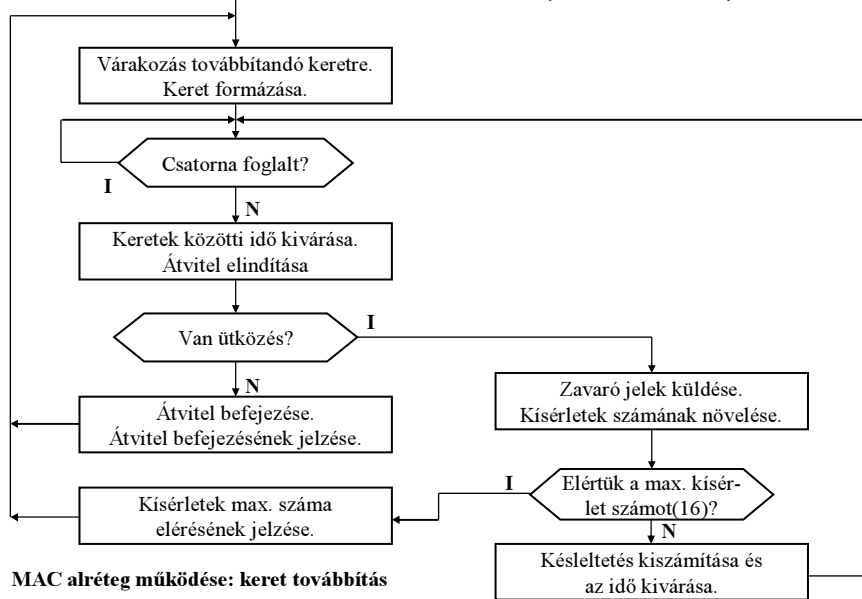 Várakozás továbbítandó keretre.
Keret formázása.
Csatorna foglalt?
I
N
Keretek közötti idő kivárása.
Átvitel elindítása
Van ütközés?
I
N
Zavaró jelek küldése.
Kísérletek számának növelése.
Átvitel befejezése.
Átvitel befejezésének jelzése.
I
Elértük a max. kísér-
let számot(16)?
N
Kísérletek max. száma
elérésének jelzése.
Késleltetés kiszámítása és
az idő kivárása.
MAC alréteg működése: keret továbbítás